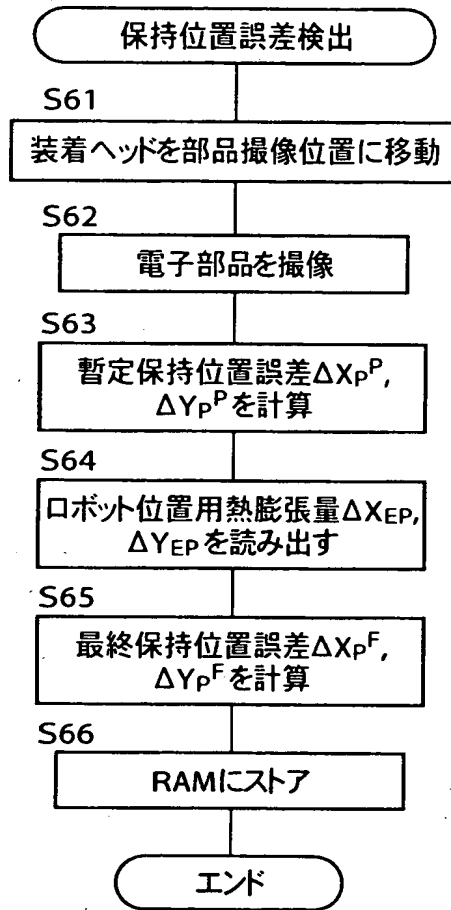 保持位置誤差検出
S61
装着ヘッドを部品撮像位置に移動
S62
電子部品を撮像
S63
暫定保持位置誤差ΔXP^P,
ΔYP^Pを計算
S64
ロボット位置用熱膨張量ΔXEP,
ΔYEPを読み出す
S65
最終保持位置誤差ΔXP^F,
ΔYP^Fを計算
S66
RAMにストア
エンド